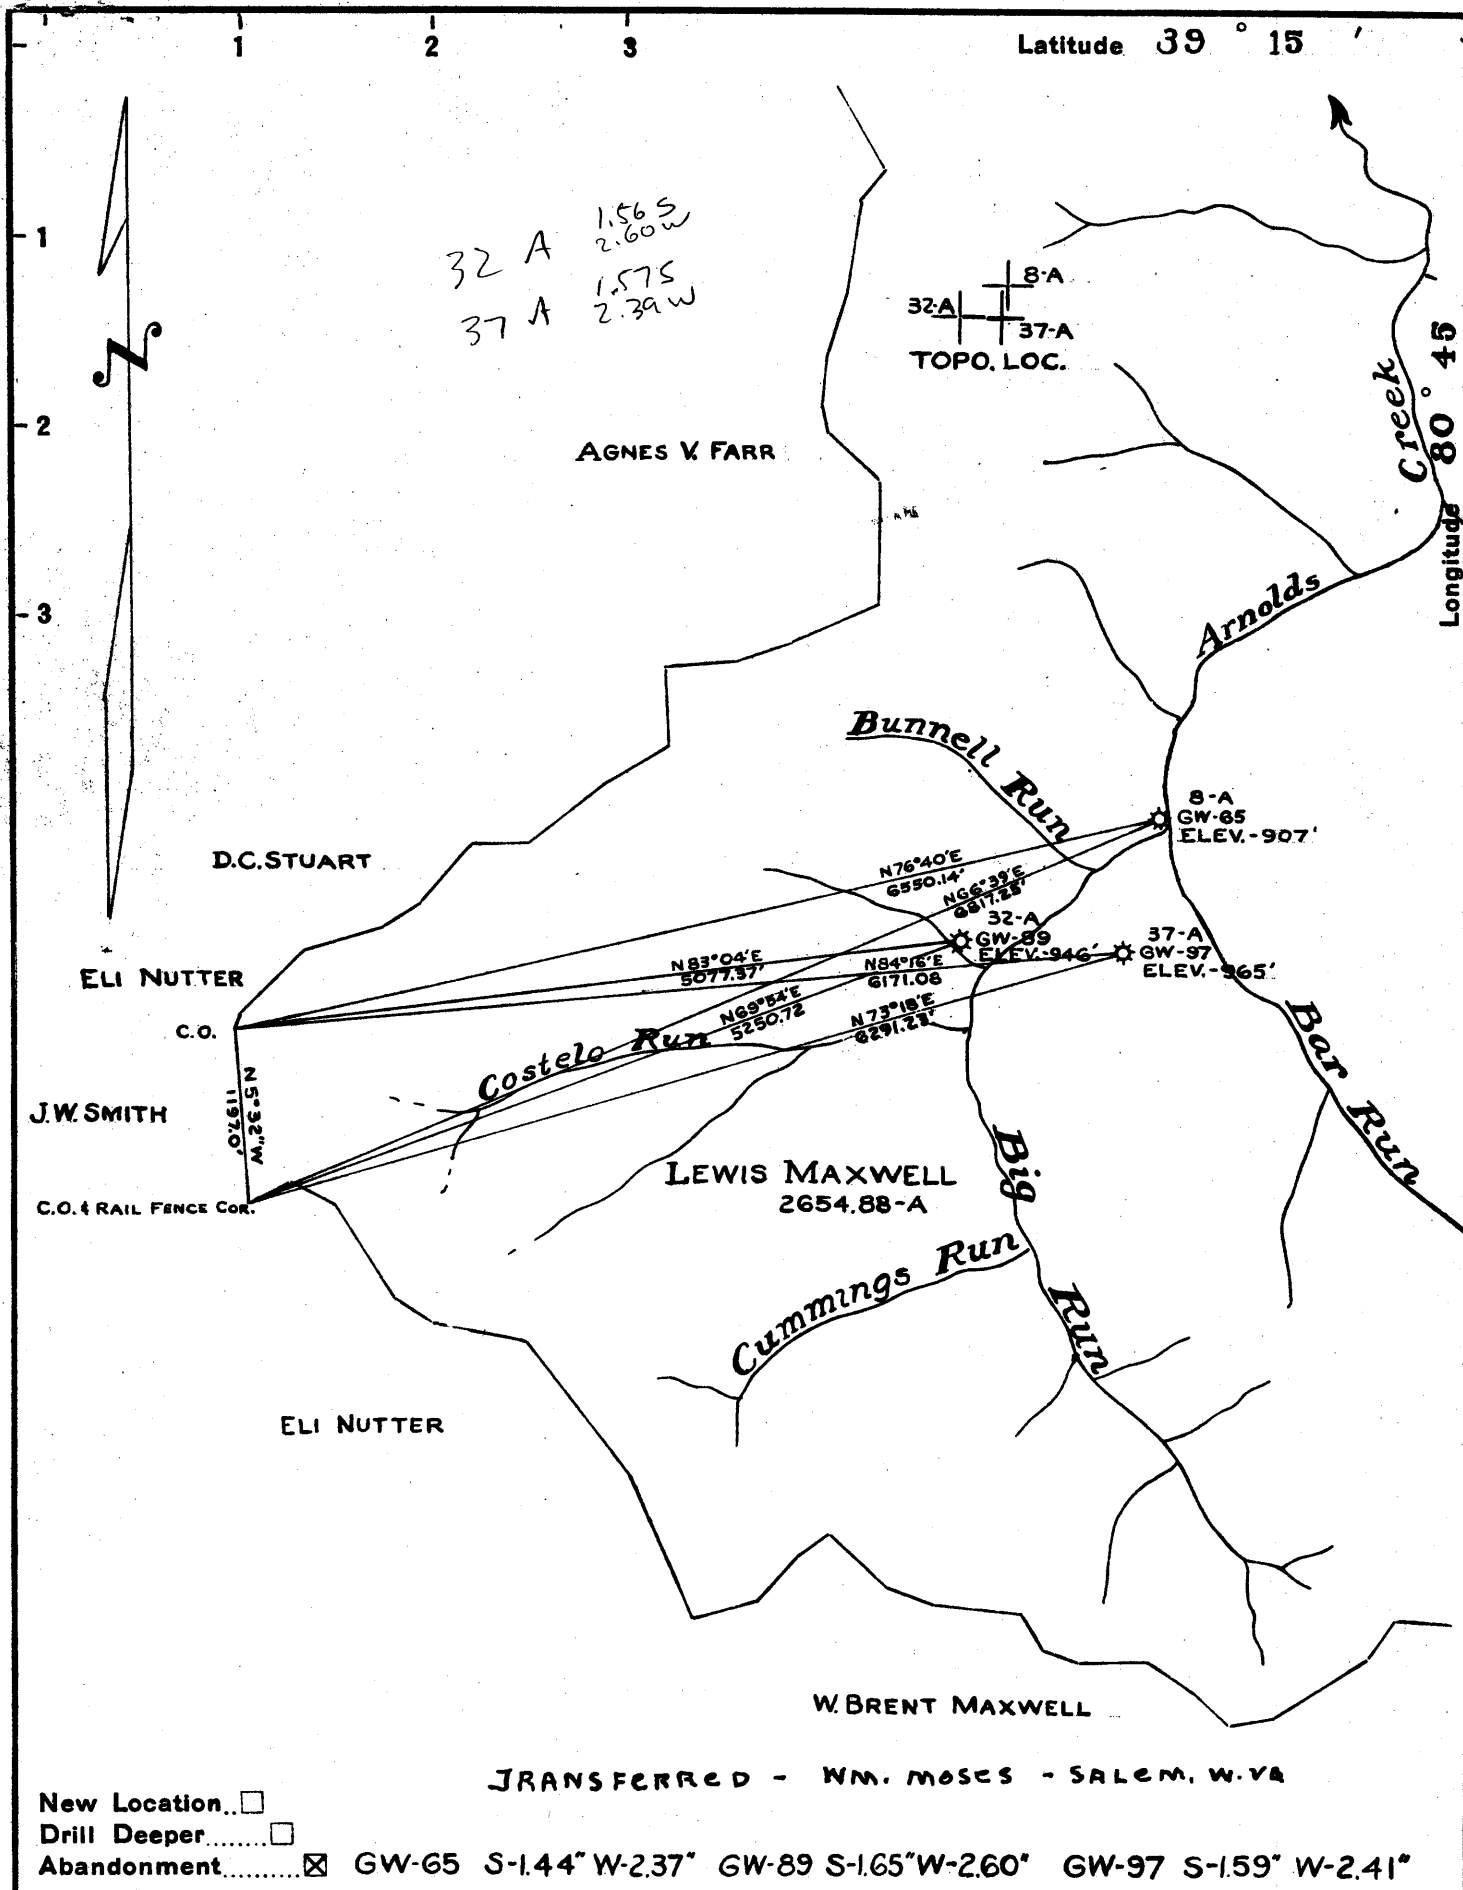 1 2 3 Latitude 39° 15'
1
2
3
Longitude 80° 45
N
32 A 1.56 S
2.60 W
37 A 1.57 S
2.39 W
8-A
32-A
37-A
TOPO. LOC.
AGNES V. FARR
Arnolds Creek
Bunnell Run
8-A
GW-65
ELEV.-907'
D.C. STUART
N76°40'E
6550.14'
N66°39'E
6817.25'
32-A
GW-89
ELEV.-946'
37-A
GW-97
ELEV.-965'
ELI NUTTER
N83°04'E
5077.37'
N84°16'E
6171.08
N69°54'E
5250.72
N73°18'E
6291.23'
C.O.
Costelo Run
Bar Run
N5°32"W
1197.0'
J.W. SMITH
C.O. & RAIL FENCE COR.
LEWIS MAXWELL
2654.88-A
Big Run
Cummings Run
ELI NUTTER
W. BRENT MAXWELL
TRANSFERRED - WM. MOSES - SALEM, W.VA
New Location..
Drill Deeper........
Abandonment.......... GW-65 S-1.44" W-2.37" GW-89 S-1.65" W-2.60" GW-97 S-1.59" W-2.41"